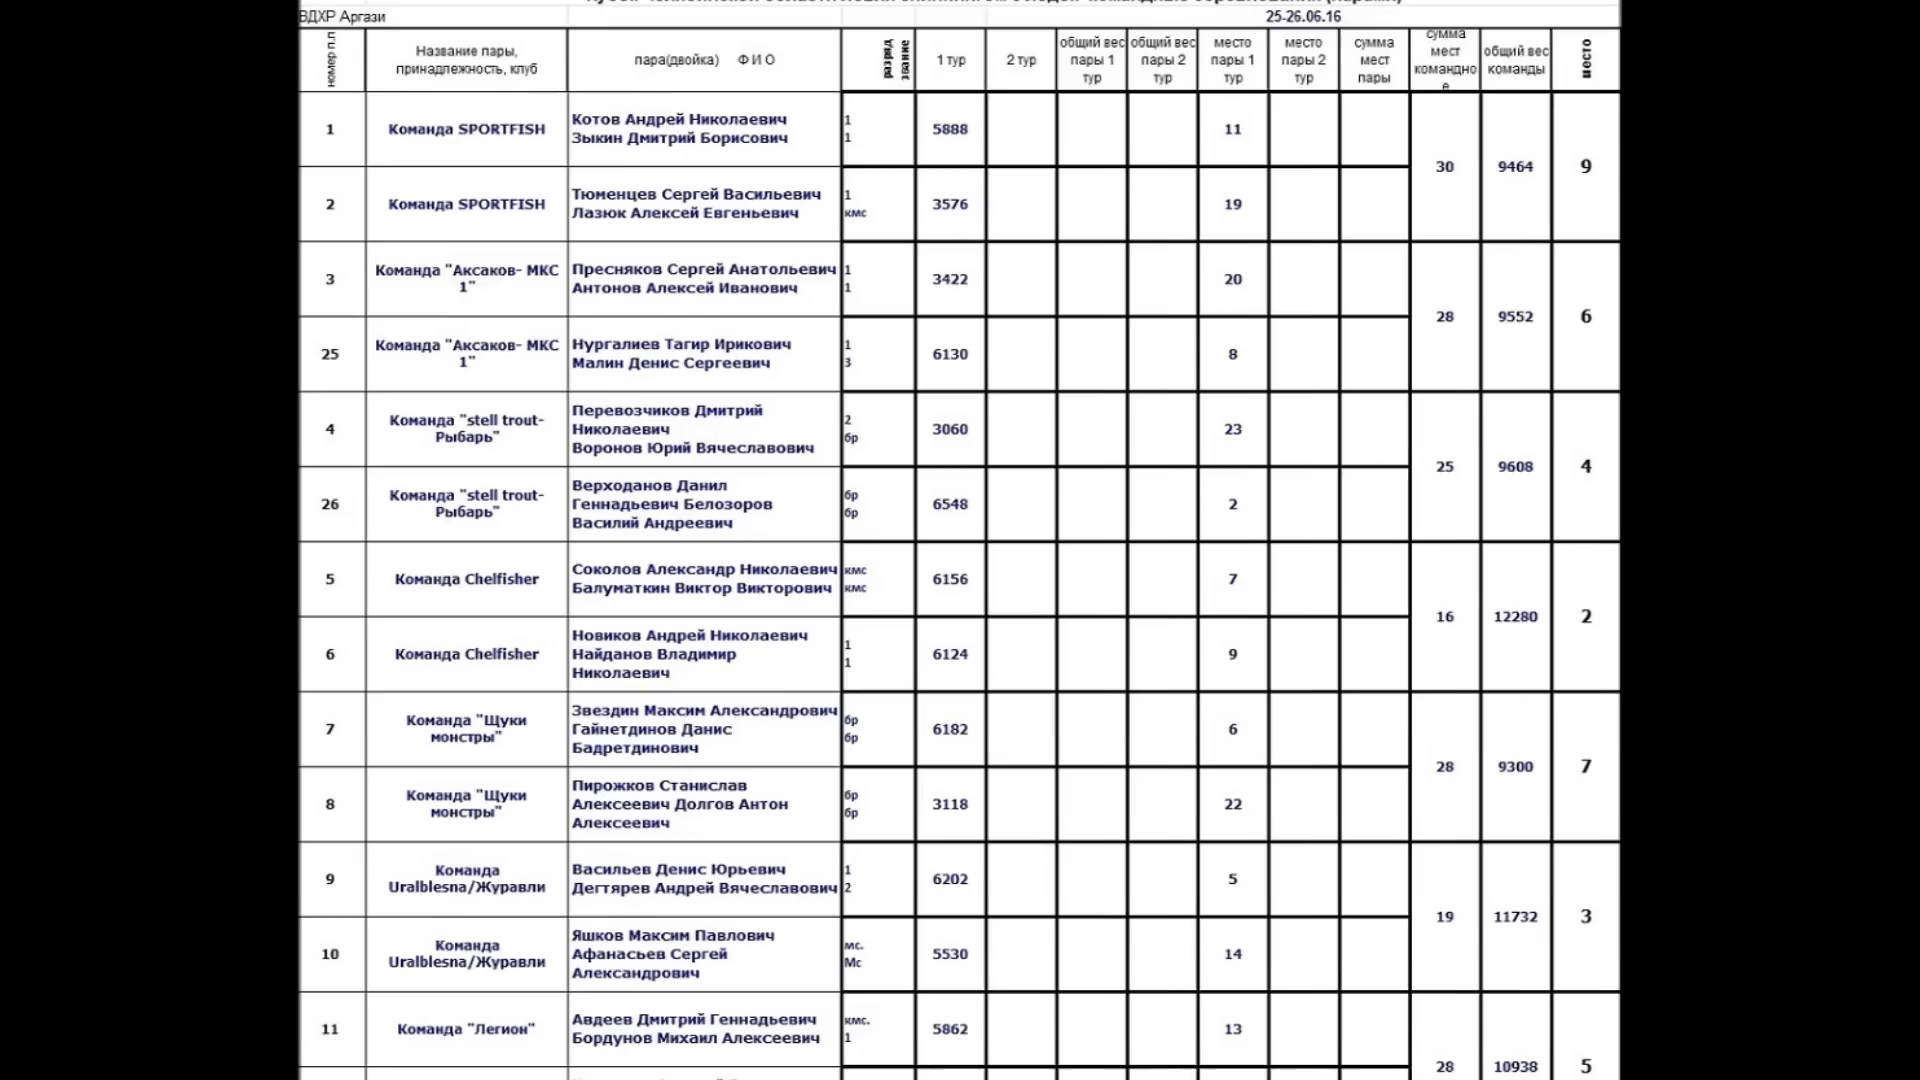 ВДХР Аргази 25-26.06.16
номер п.п Название пары, принадлежность, клуб пара(двойка) Ф И О разряд звание 1 тур 2 тур общий вес пары 1 тур общий вес пары 2 тур место пары 1 тур место пары 2 тур сумма мест пары сумма мест командное общий вес команды место
1 Команда SPORTFISH Котов Андрей Николаевич 1 5888 11 30 9464 9
Зыкин Дмитрий Борисович 1
2 Команда SPORTFISH Тюменцев Сергей Васильевич 1 3576 19
Лазюк Алексей Евгеньевич кмс
3 Команда "Аксаков- МКС Пресняков Сергей Анатольевич 1 3422 20 28 9552 6
1" Антонов Алексей Иванович 1
25 Команда "Аксаков- МКС Нургалиев Тагир Ирикович 1 6130 8
1" Малин Денис Сергеевич 3
4 Команда "stell trout- Перевозчиков Дмитрий 2 3060 23 25 9608 4
Рыбарь" Николаевич бр
Воронов Юрий Вячеславович
26 Команда "stell trout- Верходанов Данил бр 6548 2
Рыбарь" Геннадьевич Белозоров бр
Василий Андреевич
5 Команда Chelfisher Соколов Александр Николаевич кмс 6156 7 16 12280 2
Балуматкин Виктор Викторович кмс
6 Команда Chelfisher Новиков Андрей Николаевич 1 6124 9
Найданов Владимир 1
Николаевич
7 Команда "Щуки Звездин Максим Александрович бр 6182 6 28 9300 7
монстры" Гайнетдинов Данис бр
Бадретдинович
8 Команда "Щуки Пирожков Станислав бр 3118 22
монстры" Алексеевич Долгов Антон бр
Алексеевич
9 Команда Васильев Денис Юрьевич 1 6202 5 19 11732 3
Uralblesna/Журавли Дегтярев Андрей Вячеславович 2
10 Команда Яшков Максим Павлович мс. 5530 14
Uralblesna/Журавли Афанасьев Сергей Мс
Александрович
11 Команда "Легион" Авдеев Дмитрий Геннадьевич кмс. 5862 13 28 10938 5
Бордунов Михаил Алексеевич 1